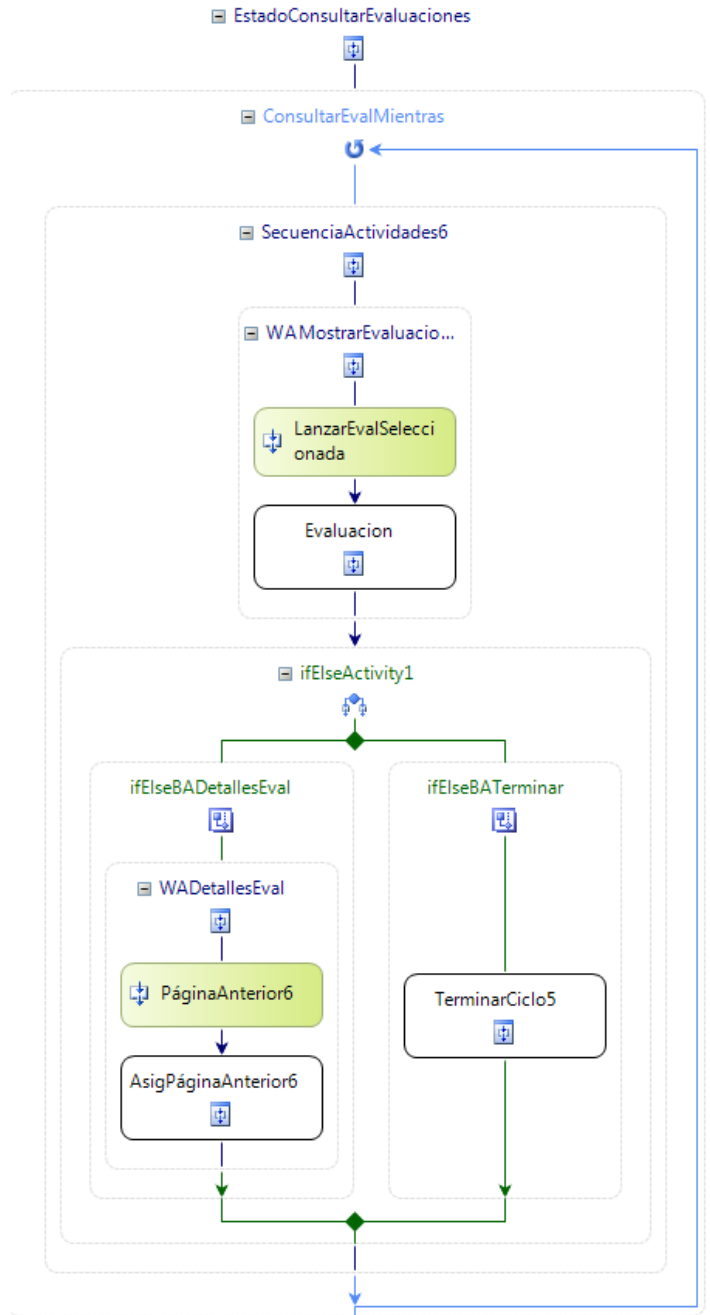 EstadoConsultarEvaluaciones
ConsultarEvalMientras
SecuenciaActividades6
WAMostrarEvaluacio...
LanzarEvalSelecci
onada
Evaluacion
ifElseActivity1
ifElseBADetallesEval
ifElseBATerminar
WADetallesEval
PáginaAnterior6
TerminarCiclo5
AsigPáginaAnterior6